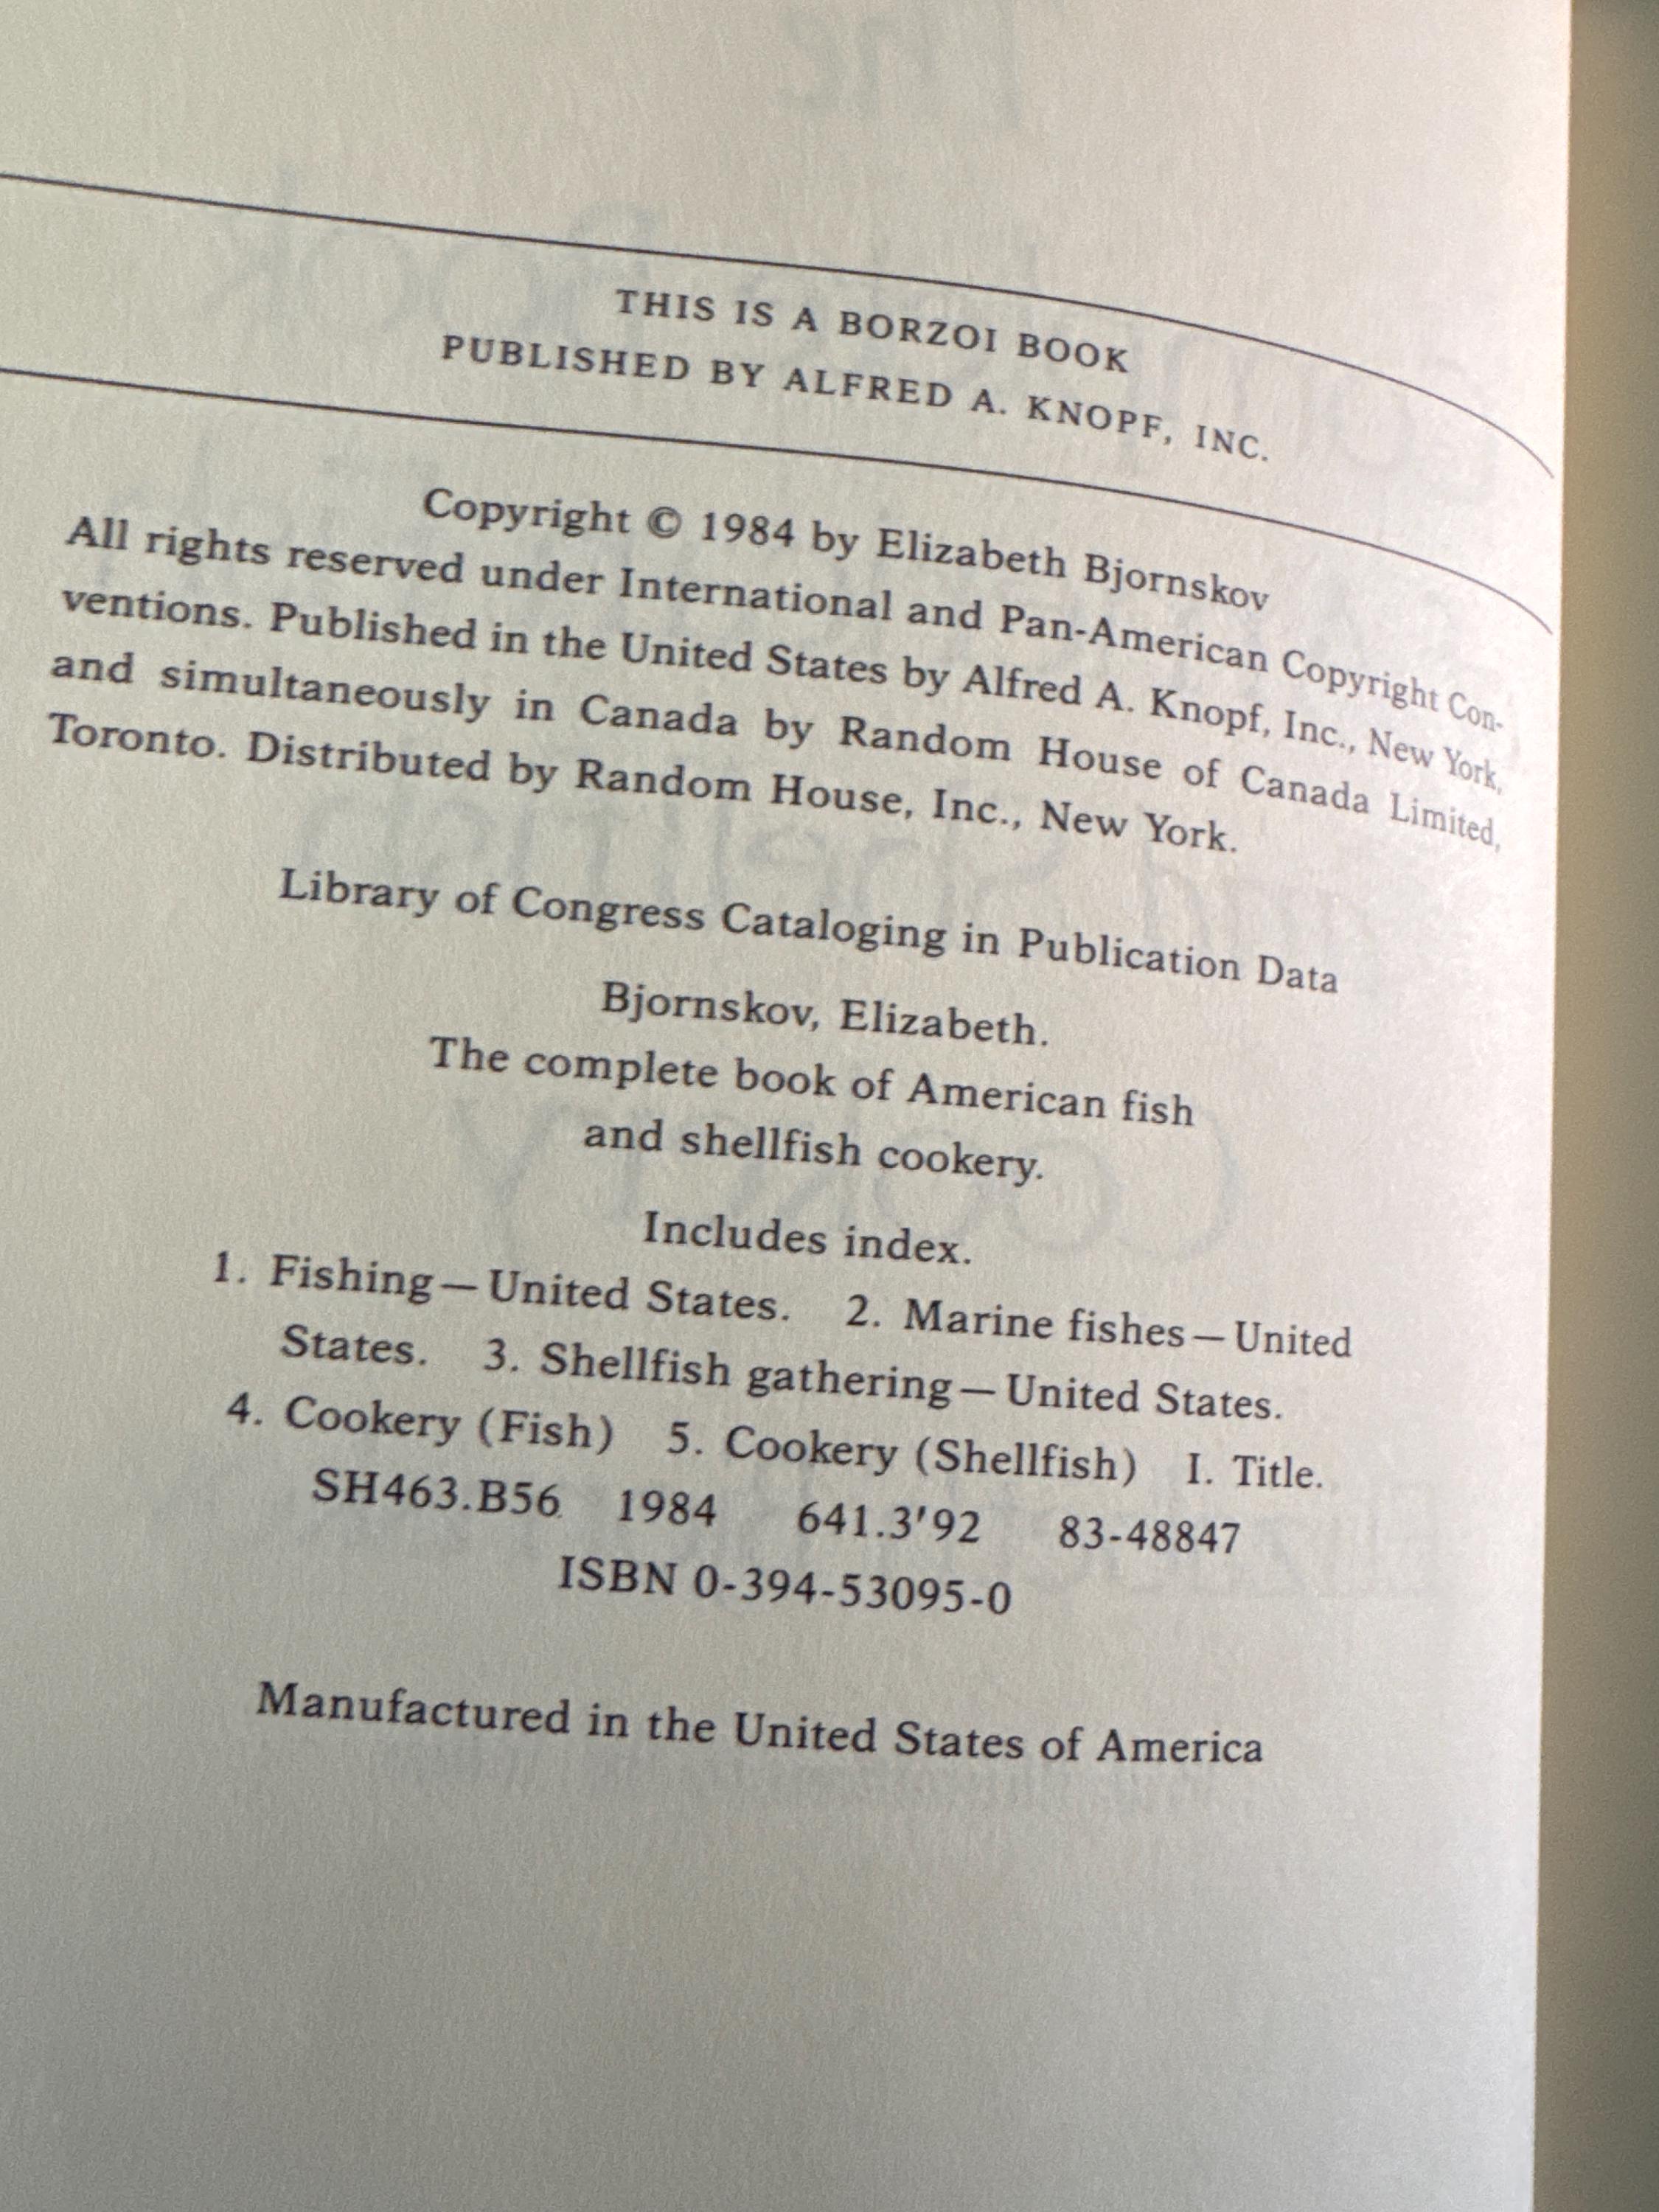 THIS IS A BORZOI BOOK
PUBLISHED BY ALFRED A. KNOPF, INC.
Copyright © 1984 by Elizabeth Bjornskov
All rights reserved under International and Pan-American Copyright Con-
ventions. Published in the United States by Alfred A. Knopf, Inc., New York,
and simultaneously in Canada by Random House of Canada Limited,
Toronto. Distributed by Random House, Inc., New York.
Library of Congress Cataloging in Publication Data
Bjornskov, Elizabeth.
The complete book of American fish
and shellfish cookery.
Includes index.
1. Fishing—United States. 2. Marine fishes—United
States. 3. Shellfish gathering—United States.
4. Cookery (Fish) 5. Cookery (Shellfish) I. Title.
SH463.B56 1984 641.3'92 83-48847
ISBN 0-394-53095-0
Manufactured in the United States of America